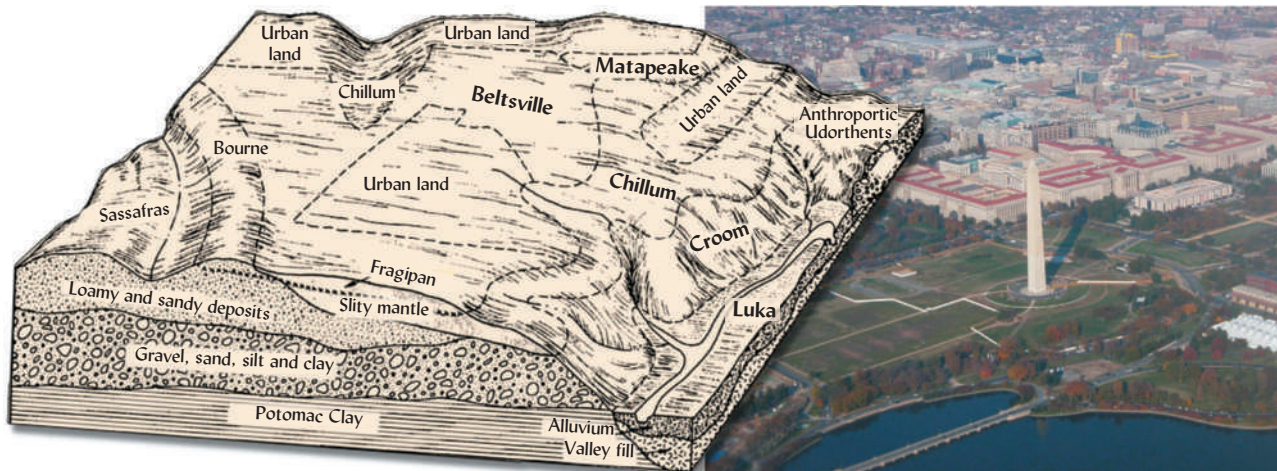 Urban
land
Urban land
Matapeake
Chillum
Beltsville
Urban land
Anthroportic
Udorthents
Bourne
Urban land
Chillum
Sassafras
Croom
Fragipan
Loamy and sandy deposits
Slity mantle
Luka
Gravel, sand, silt and clay
Potomac Clay
Alluvium
Valley fill